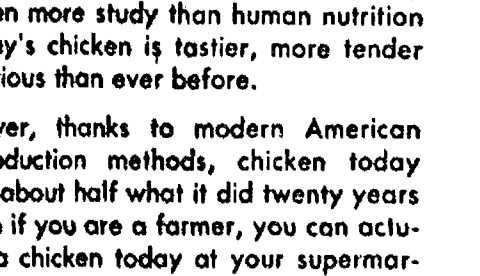 en more study than human nutrition
ay's chicken is tastier, more tender
ious than ever before.
ver, thanks to modern American
oduction methods, chicken today
about half what it did twenty years
if you are a farmer, you can actu-
a chicken today at your supermar-